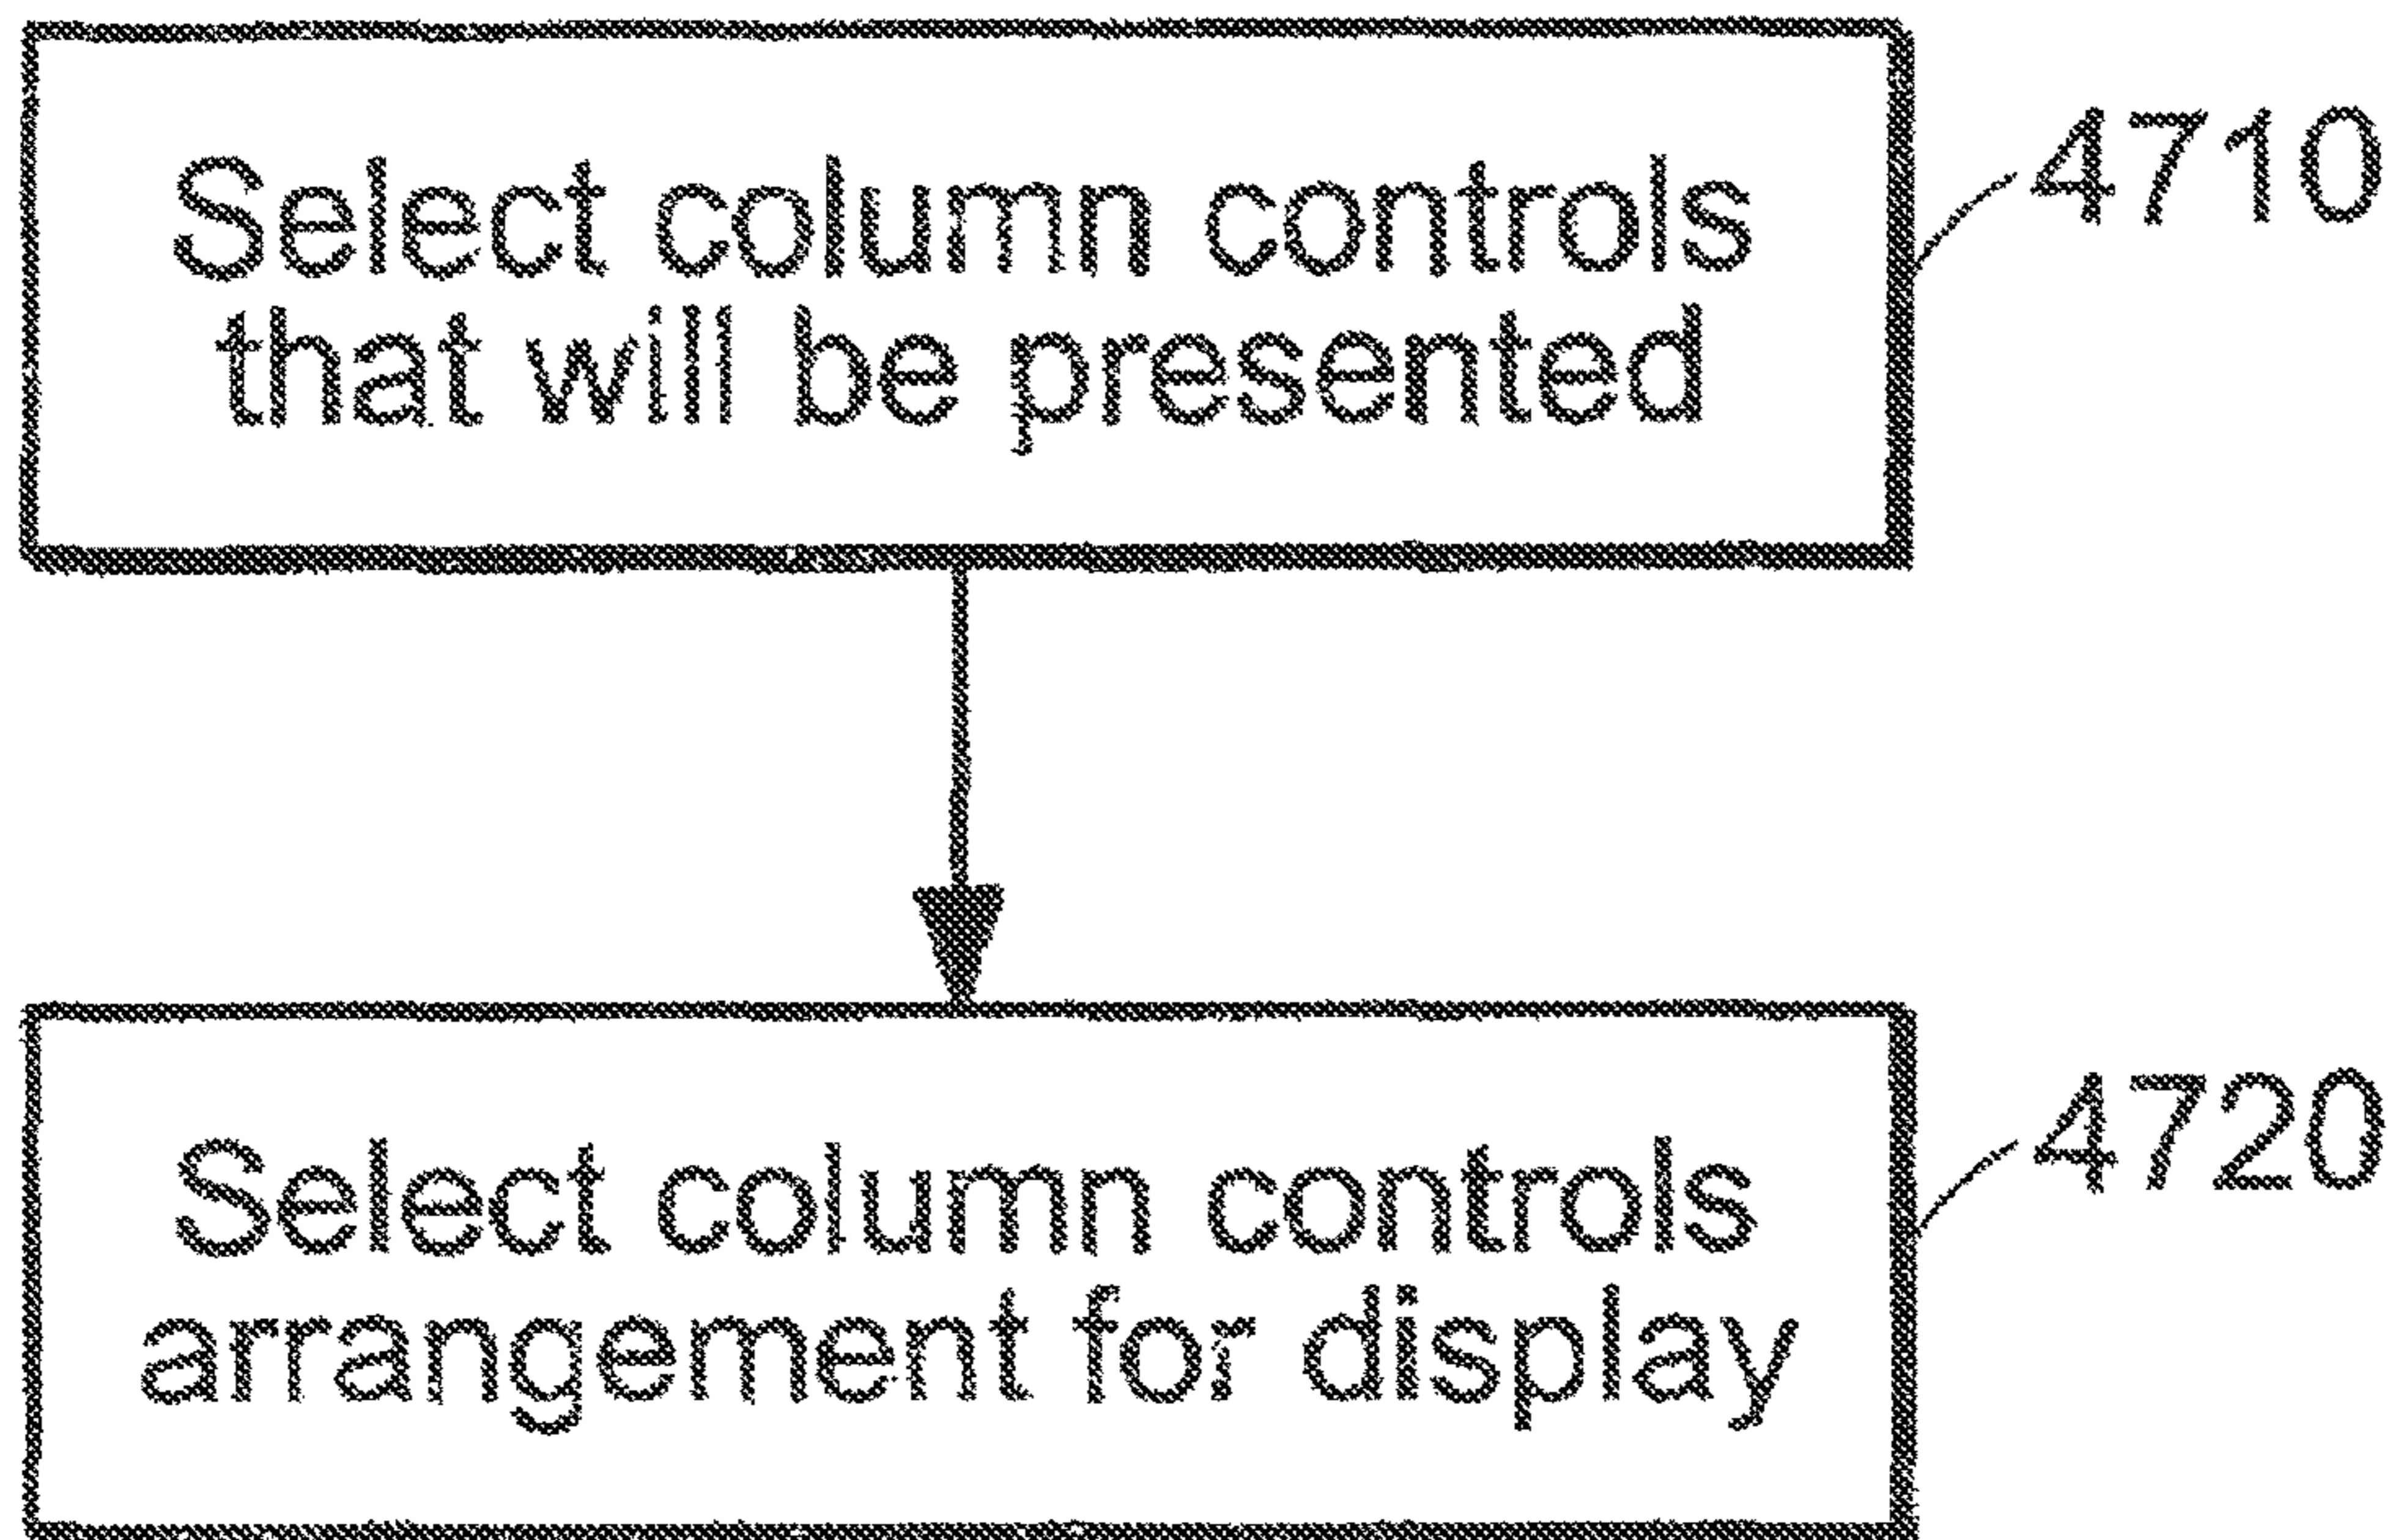 Select column controls
that will be presented
4710
Select column controls
arrangement for display
4720